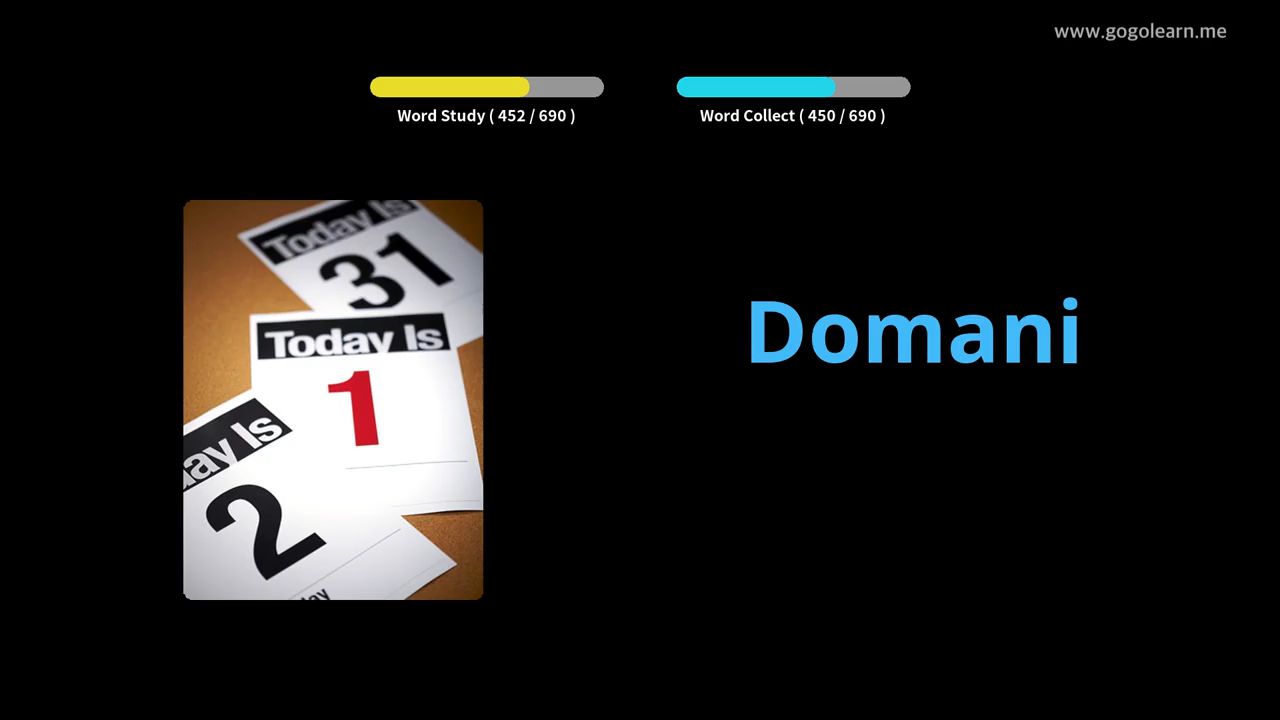 www.gogolearn.me
Word Study ( 452 / 690 )
Word Collect ( 450 / 690 )
Today Is
31
Today Is
1
ay Is
2
Domani